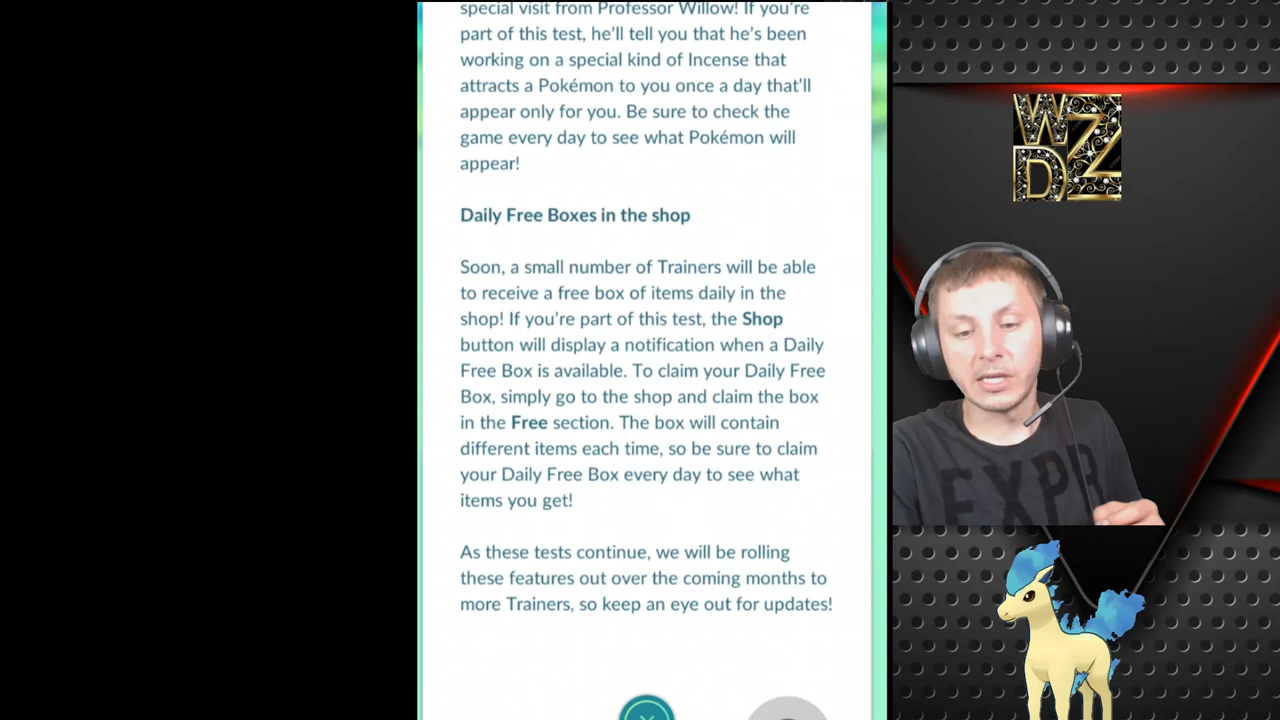 special visit from Professor Willow! If you're
part of this test, he'll tell you that he's been
working on a special kind of Incense that
attracts a Pokémon to you once a day that'll
appear only for you. Be sure to check the
game every day to see what Pokémon will
appear!
Daily Free Boxes in the shop
Soon, a small number of Trainers will be able
to receive a free box of items daily in the
shop! If you're part of this test, the Shop
button will display a notification when a Daily
Free Box is available. To claim your Daily Free
Box, simply go to the shop and claim the box
in the Free section. The box will contain
different items each time, so be sure to claim
your Daily Free Box every day to see what
items you get!
As these tests continue, we will be rolling
these features out over the coming months to
more Trainers, so keep an eye out for updates!
WZD
EXPR